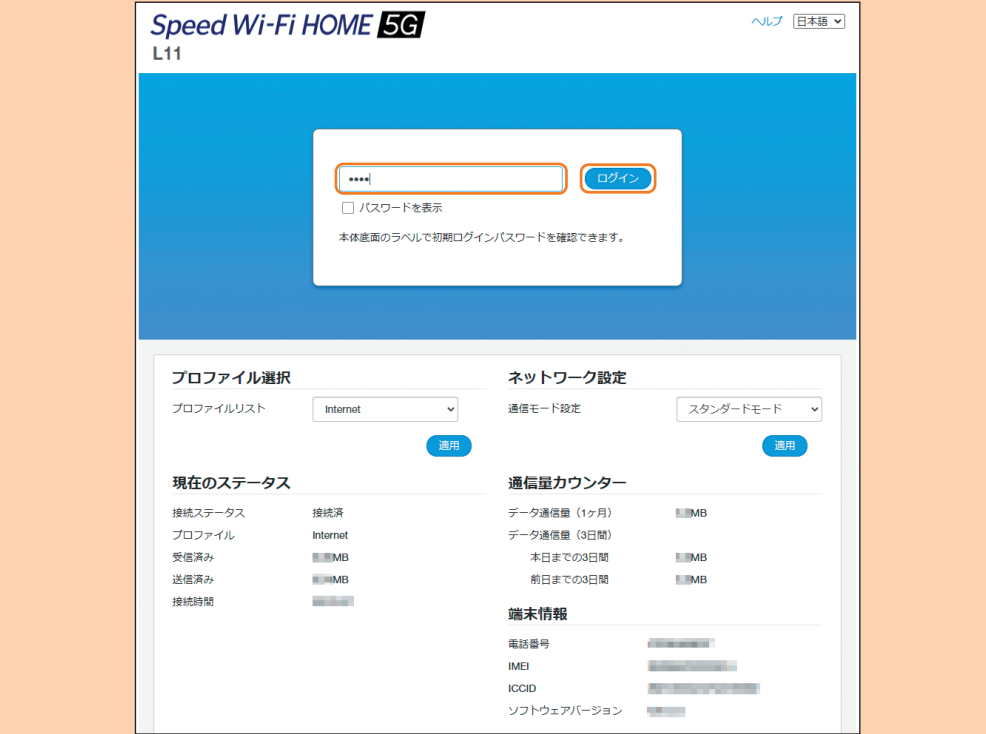 Speed Wi-Fi HOME 5G
L11
ヘルプ 日本語
••••
ログイン
パスワードを表示
本体底面のラベルで初期ログインパスワードを確認できます。
プロファイル選択
プロファイルリスト Internet
適用
ネットワーク設定
通信モード設定 スタンダードモード
適用
現在のステータス
接続ステータス 接続済
プロファイル Internet
受信済み MB
送信済み MB
接続時間
通信量カウンター
データ通信量（1ヶ月） MB
データ通信量（3日間）
本日までの3日間 MB
前日までの3日間 MB
端末情報
電話番号
IMEI
ICCID
ソフトウェアバージョン